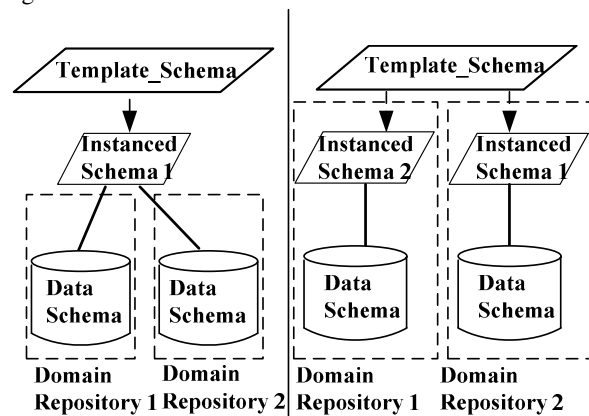 g
Template_Schema
Instanced
Schema 1
Data
Schema
Data
Schema
Domain
Repository 1
Domain
Repository 2
Template_Schema
Instanced
Schema 2
Instanced
Schema 1
Data
Schema
Data
Schema
Domain
Repository 1
Domain
Repository 2